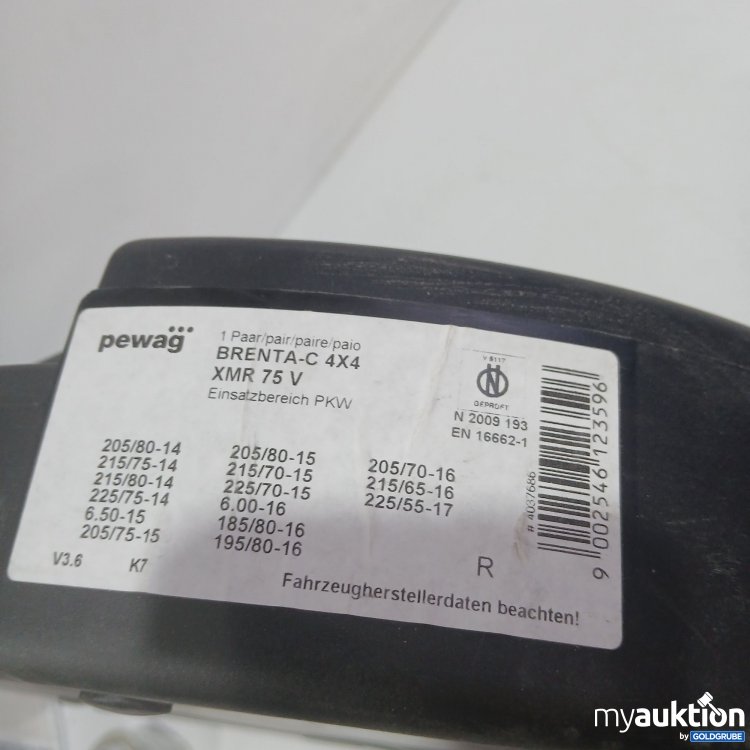 pewag
1 Paar/pair/paire/paio
BRENTA-C 4X4
XMR 75 V
Einsatzbereich PKW
V 5117
GEPRÜFT
N 2009 193
EN 16662-1
205/80-14
215/75-14
215/80-14
225/75-14
6.50-15
205/75-15
205/80-15
215/70-15
225/70-15
6.00-16
185/80-16
195/80-16
205/70-16
215/65-16
225/55-17
V3.6
K7
R
Fahrzeugherstellerdaten beachten!
# 4037686
9 002546 123596
myauktion
by GOLDGRUBE